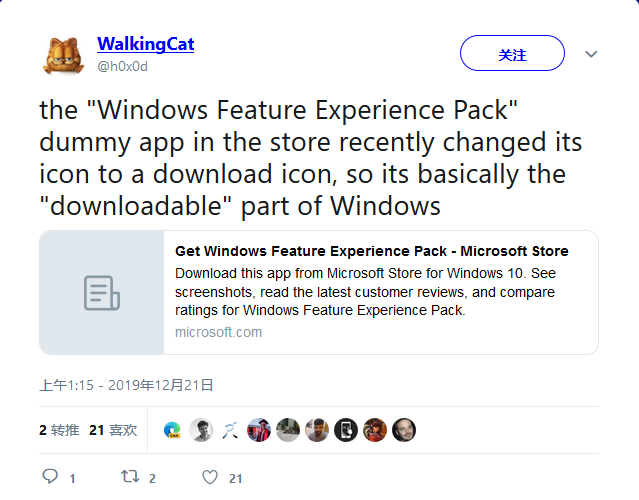 WalkingCat
@h0x0d
关注
the "Windows Feature Experience Pack"
dummy app in the store recently changed its
icon to a download icon, so its basically the
"downloadable" part of Windows
Get Windows Feature Experience Pack - Microsoft Store
Download this app from Microsoft Store for Windows 10. See
screenshots, read the latest customer reviews, and compare
ratings for Windows Feature Experience Pack.
microsoft.com
上午1:15 - 2019年12月21日
2 转推 21 喜欢
CAN
1 2 21